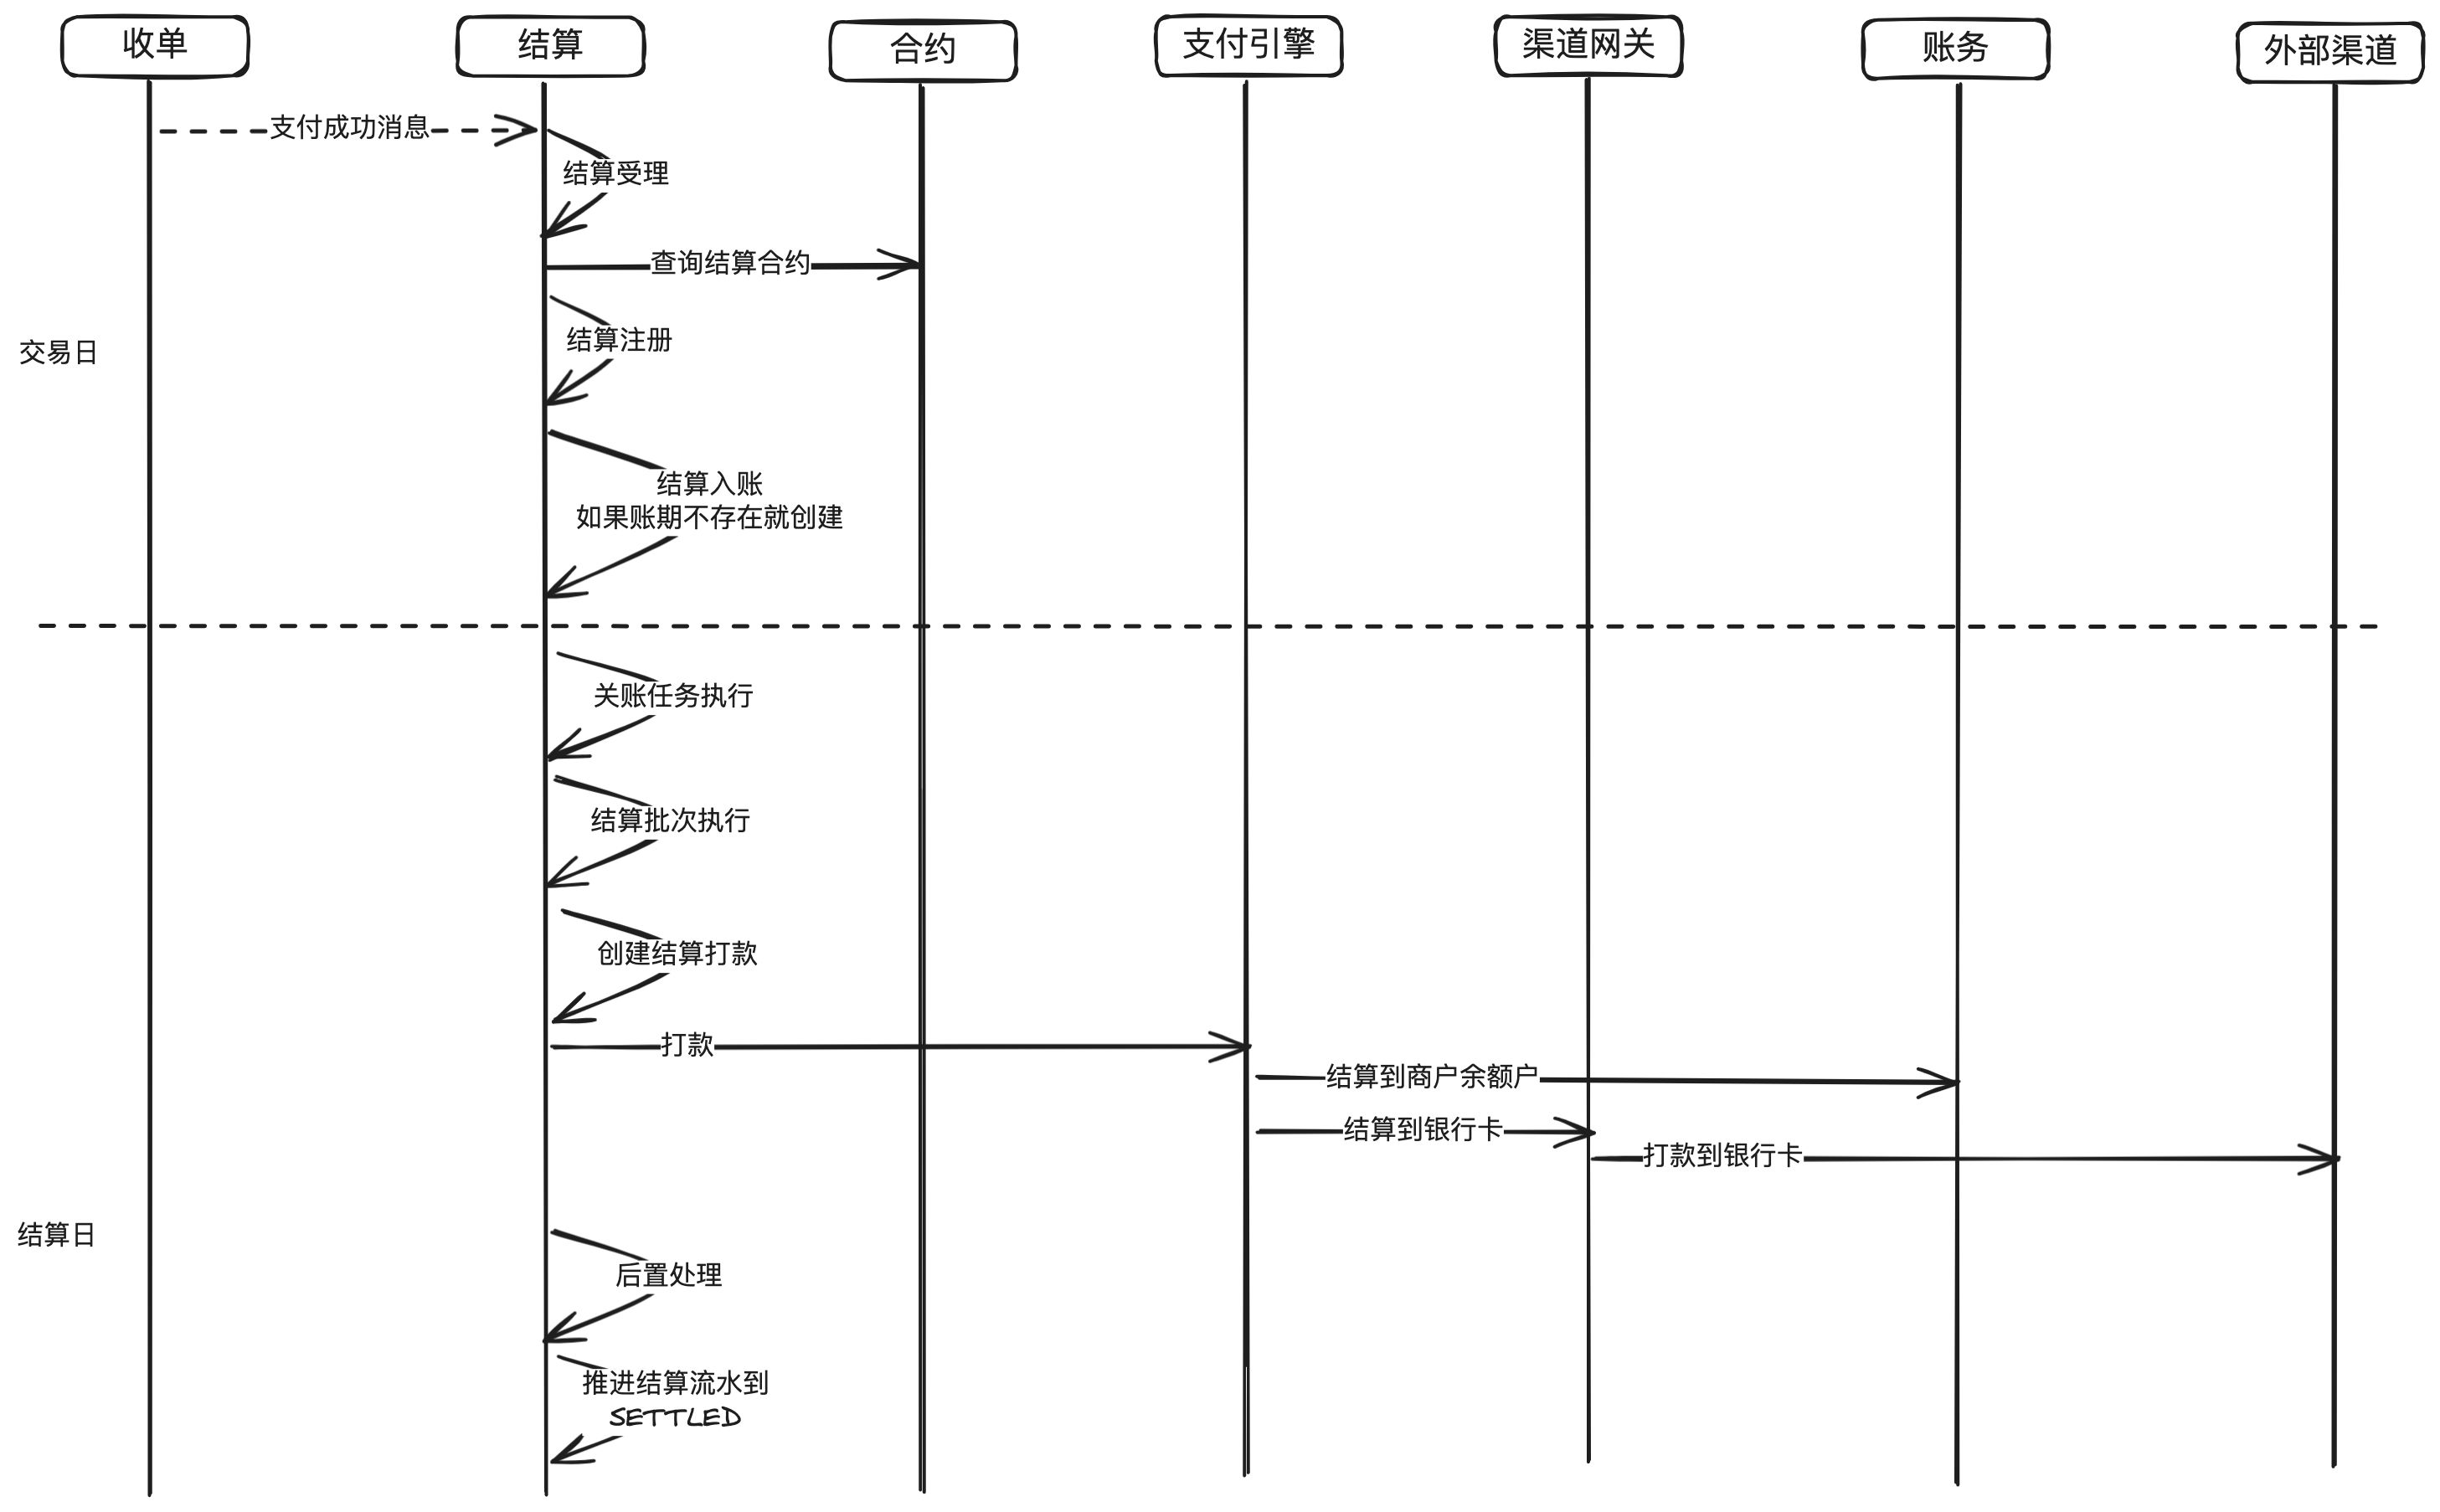 收单
结算
合约
支付引擎
渠道网关
账务
外部渠道
支付成功消息
结算受理
查询结算合约
结算注册
交易日
结算入账
如果账期不存在就创建
关账任务执行
结算批次执行
创建结算打款
打款
结算到商户余额户
结算到银行卡
打款到银行卡
结算日
后置处理
推进结算流水到
SETTLED